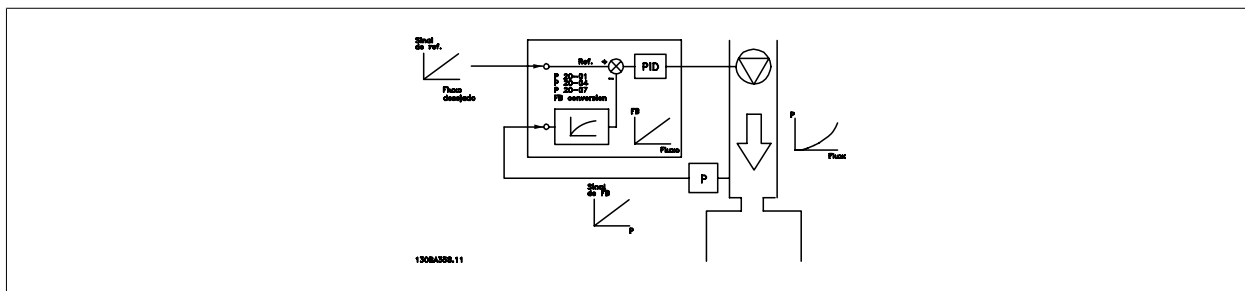 Sinal
de ref.
Fluxo
desejado
Ref.
+
-
P 20-01
P 20-04
P 20-07
FB conversion
PID
FB
Fluxo
P
Fluxo
P
Sinal
de FB
P
130BA358.11